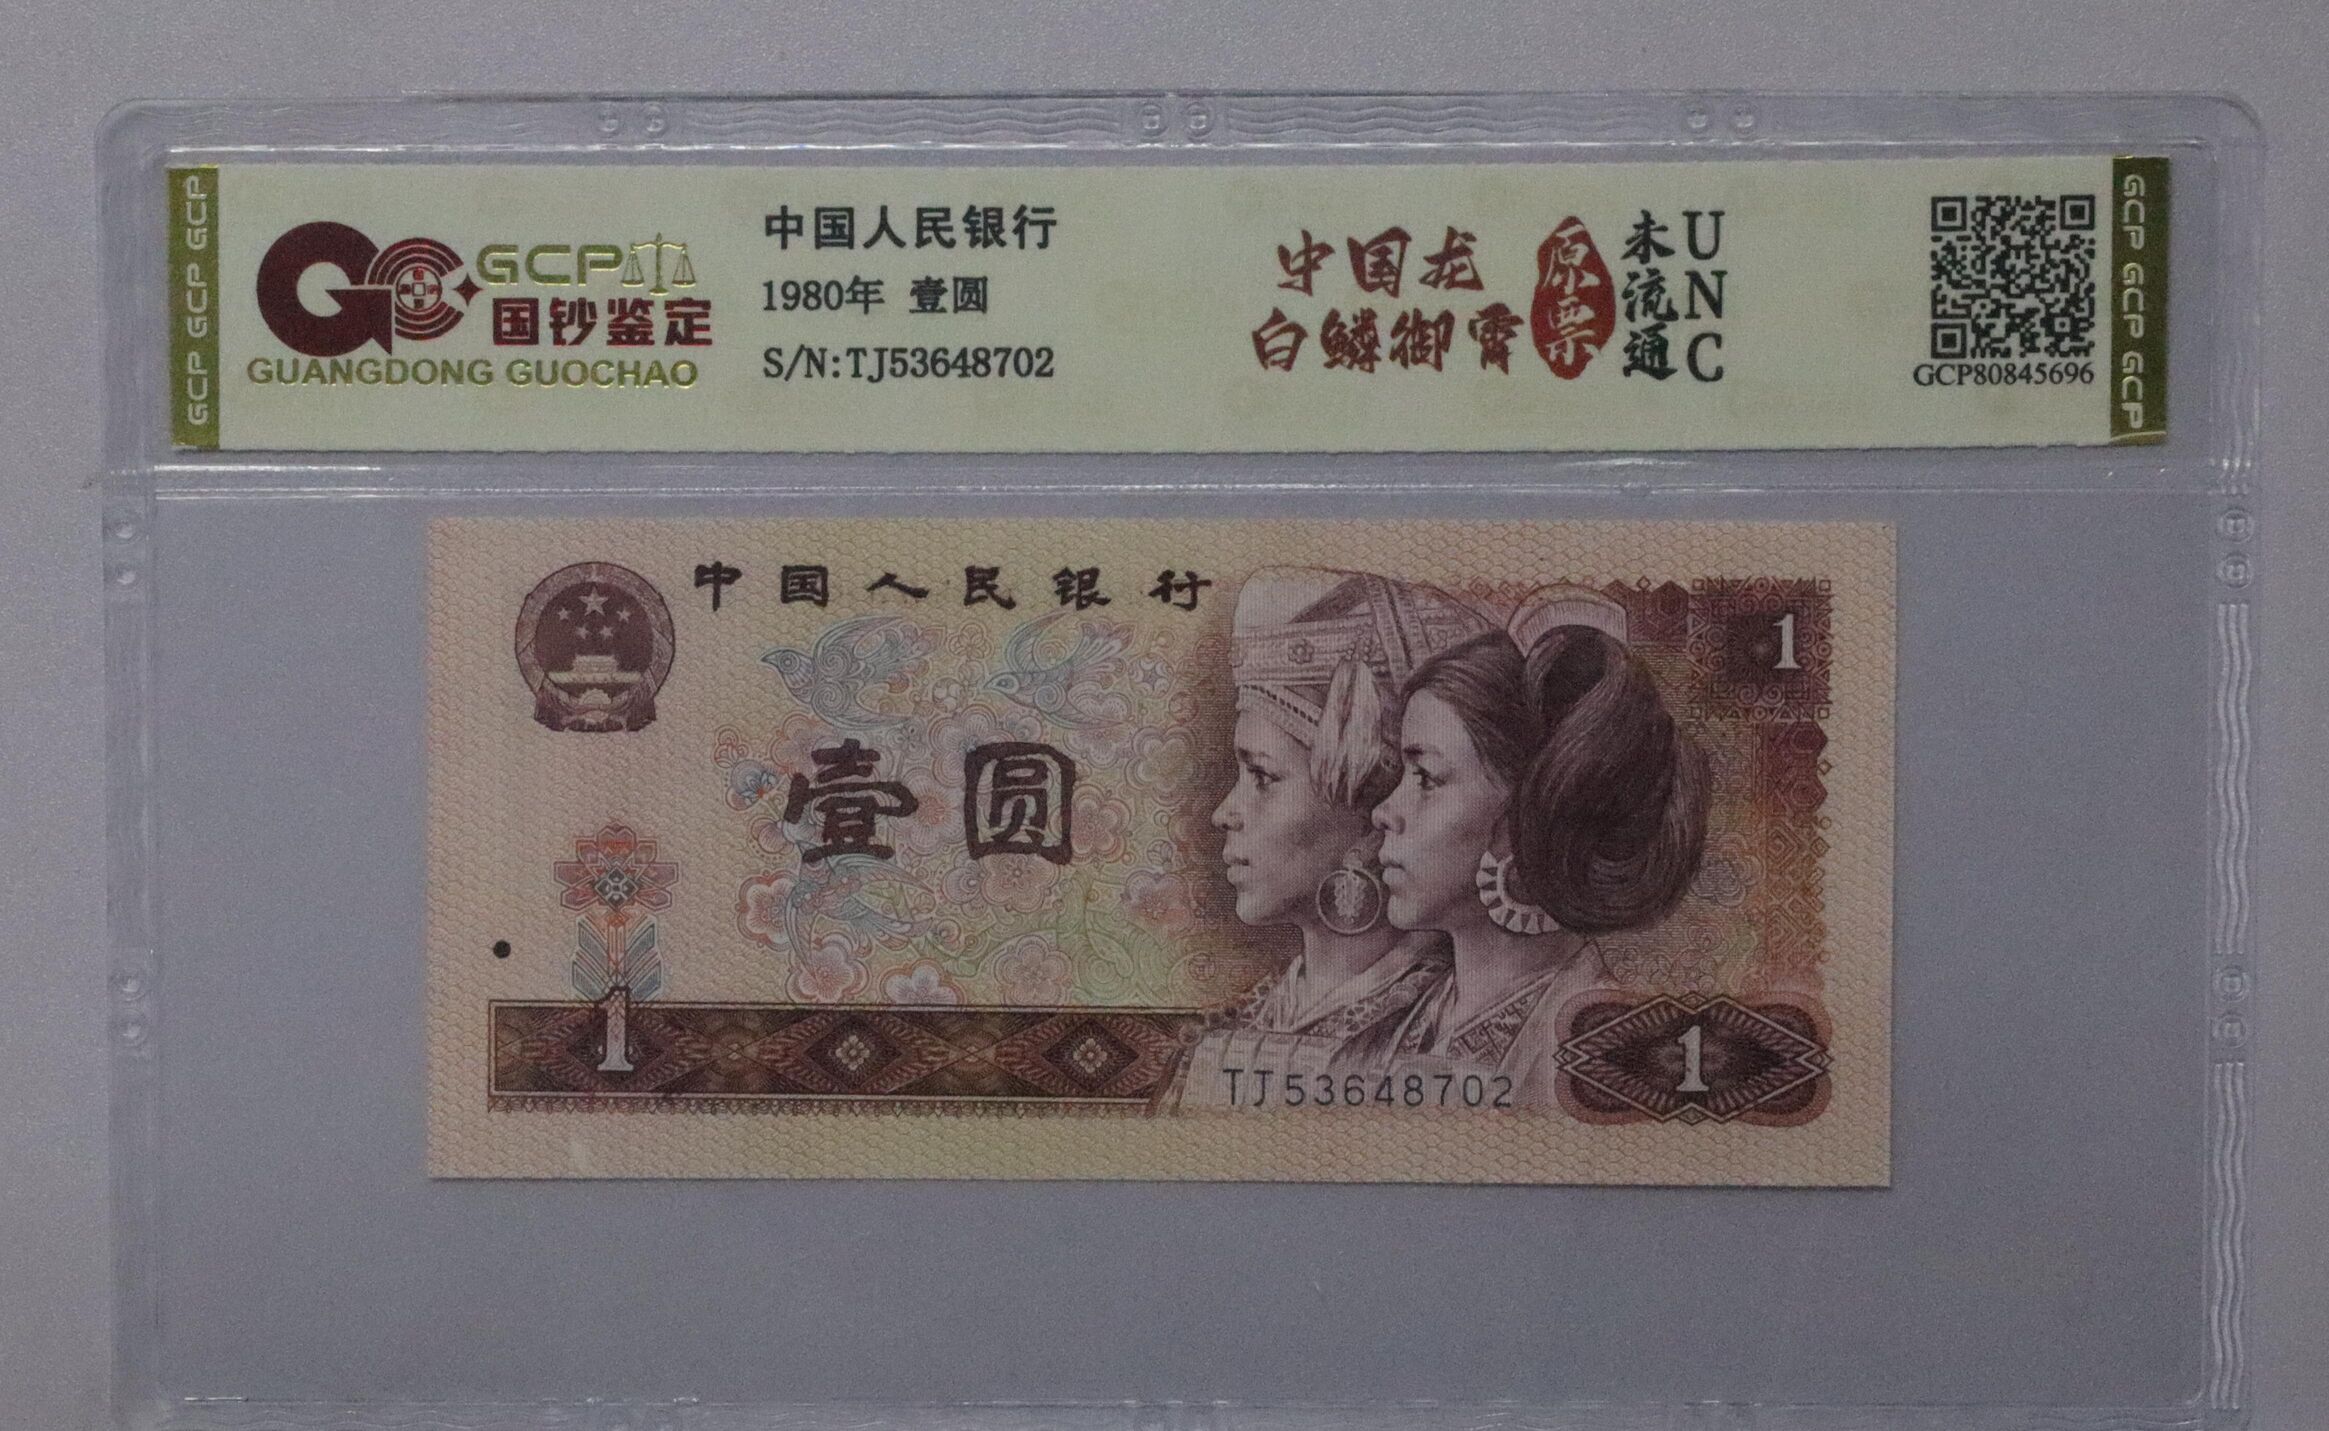 GCP GCP GCP
GCP
国钞鉴定
GUANGDONG GUOCHAO
中国人民银行
1980年 壹圆
S/N:TJ53648702
中国龙
白鳞御霄
原票
未流通
UNC
GCP80845696
GCP GCP GCP
中国人民银行
1
壹圆
1
TJ53648702
1